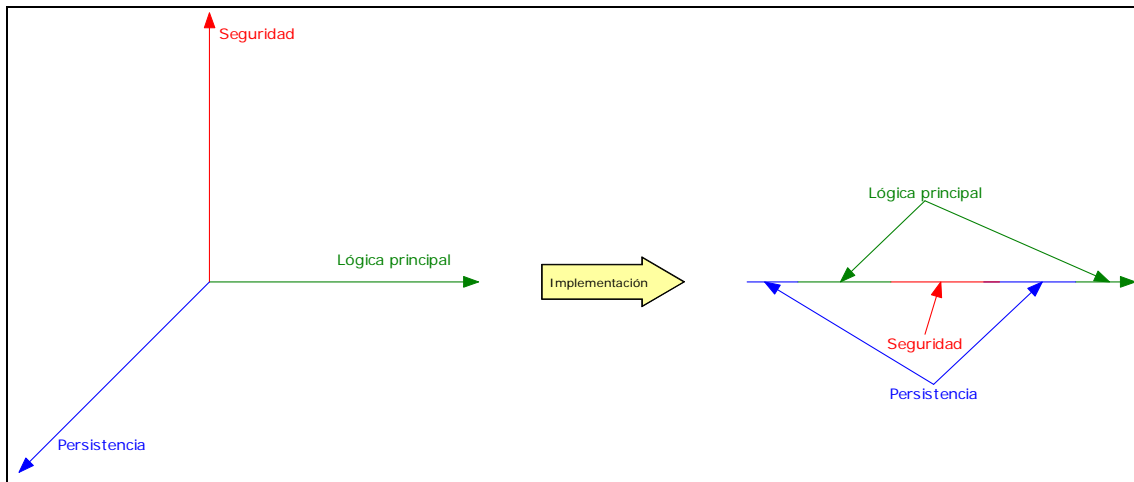 Seguridad
Lógica principal
Persistencia
Implementación
Lógica principal
Seguridad
Persistencia